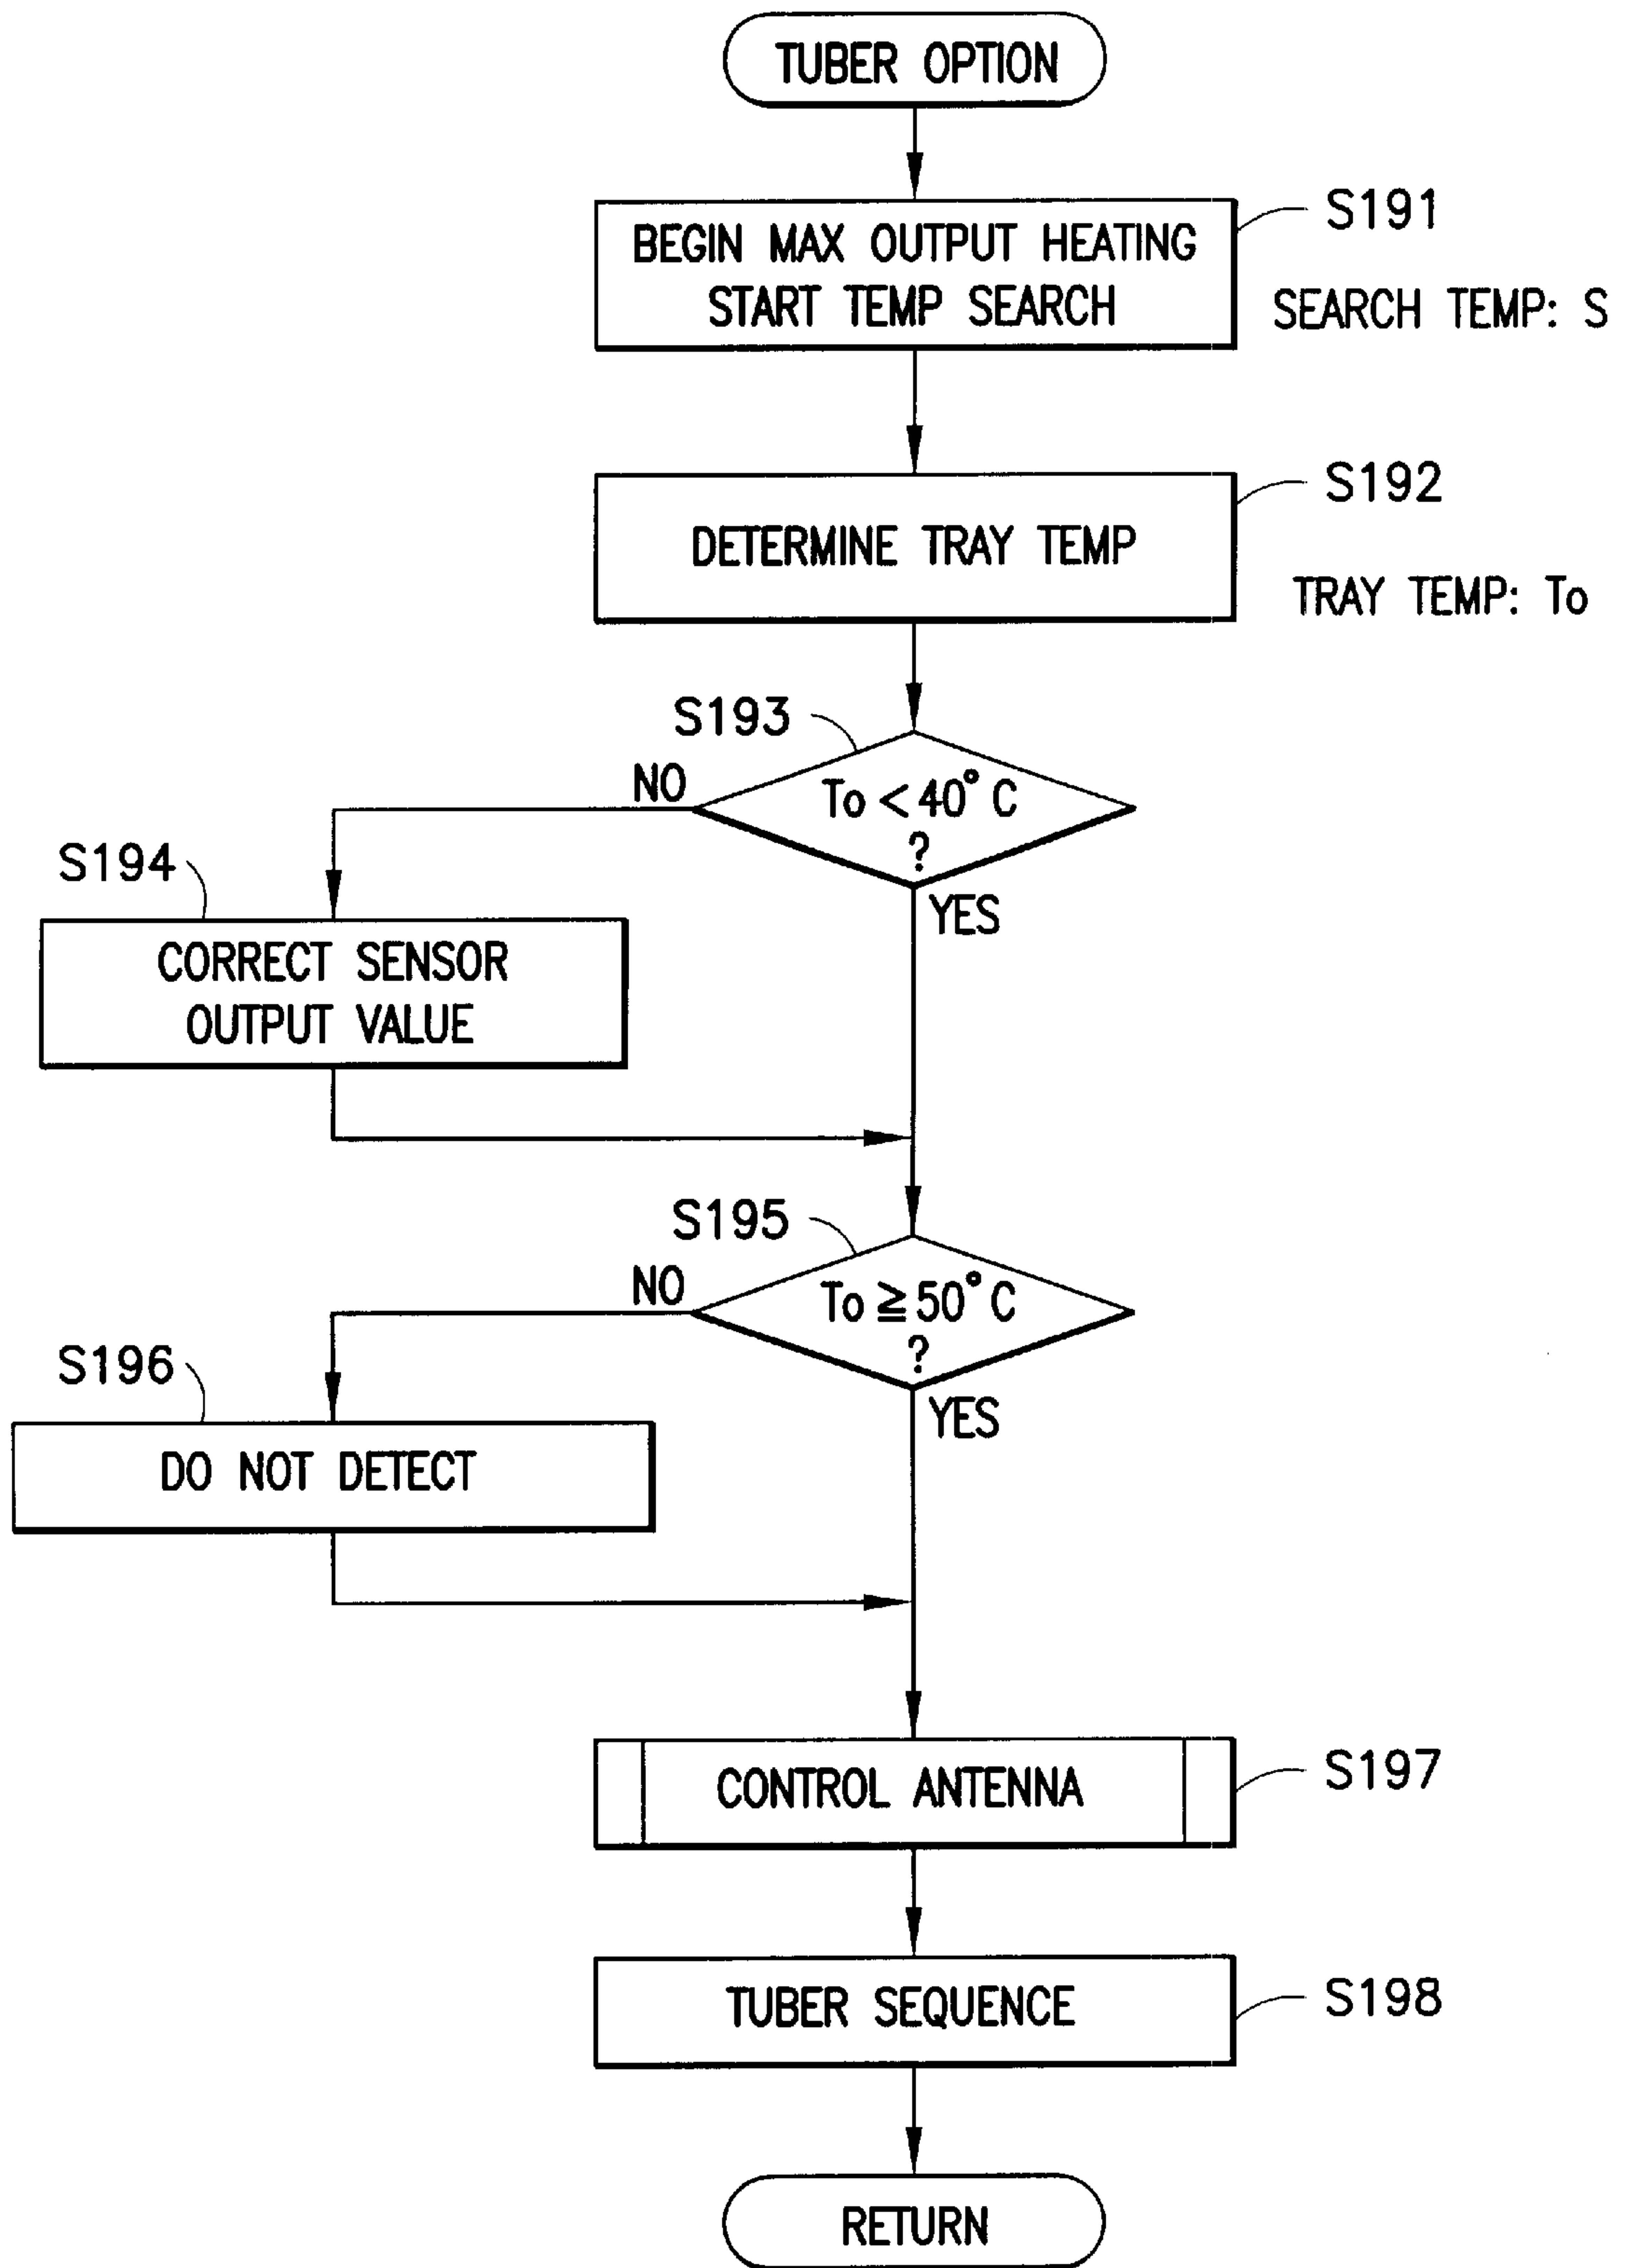 TUBER OPTION
BEGIN MAX OUTPUT HEATING
START TEMP SEARCH
S191
SEARCH TEMP: S
DETERMINE TRAY TEMP
S192
TRAY TEMP: To
S193
To < 40° C
?
NO
YES
S194
CORRECT SENSOR
OUTPUT VALUE
S195
To ≧ 50° C
?
NO
YES
S196
DO NOT DETECT
CONTROL ANTENNA
S197
TUBER SEQUENCE
S198
RETURN